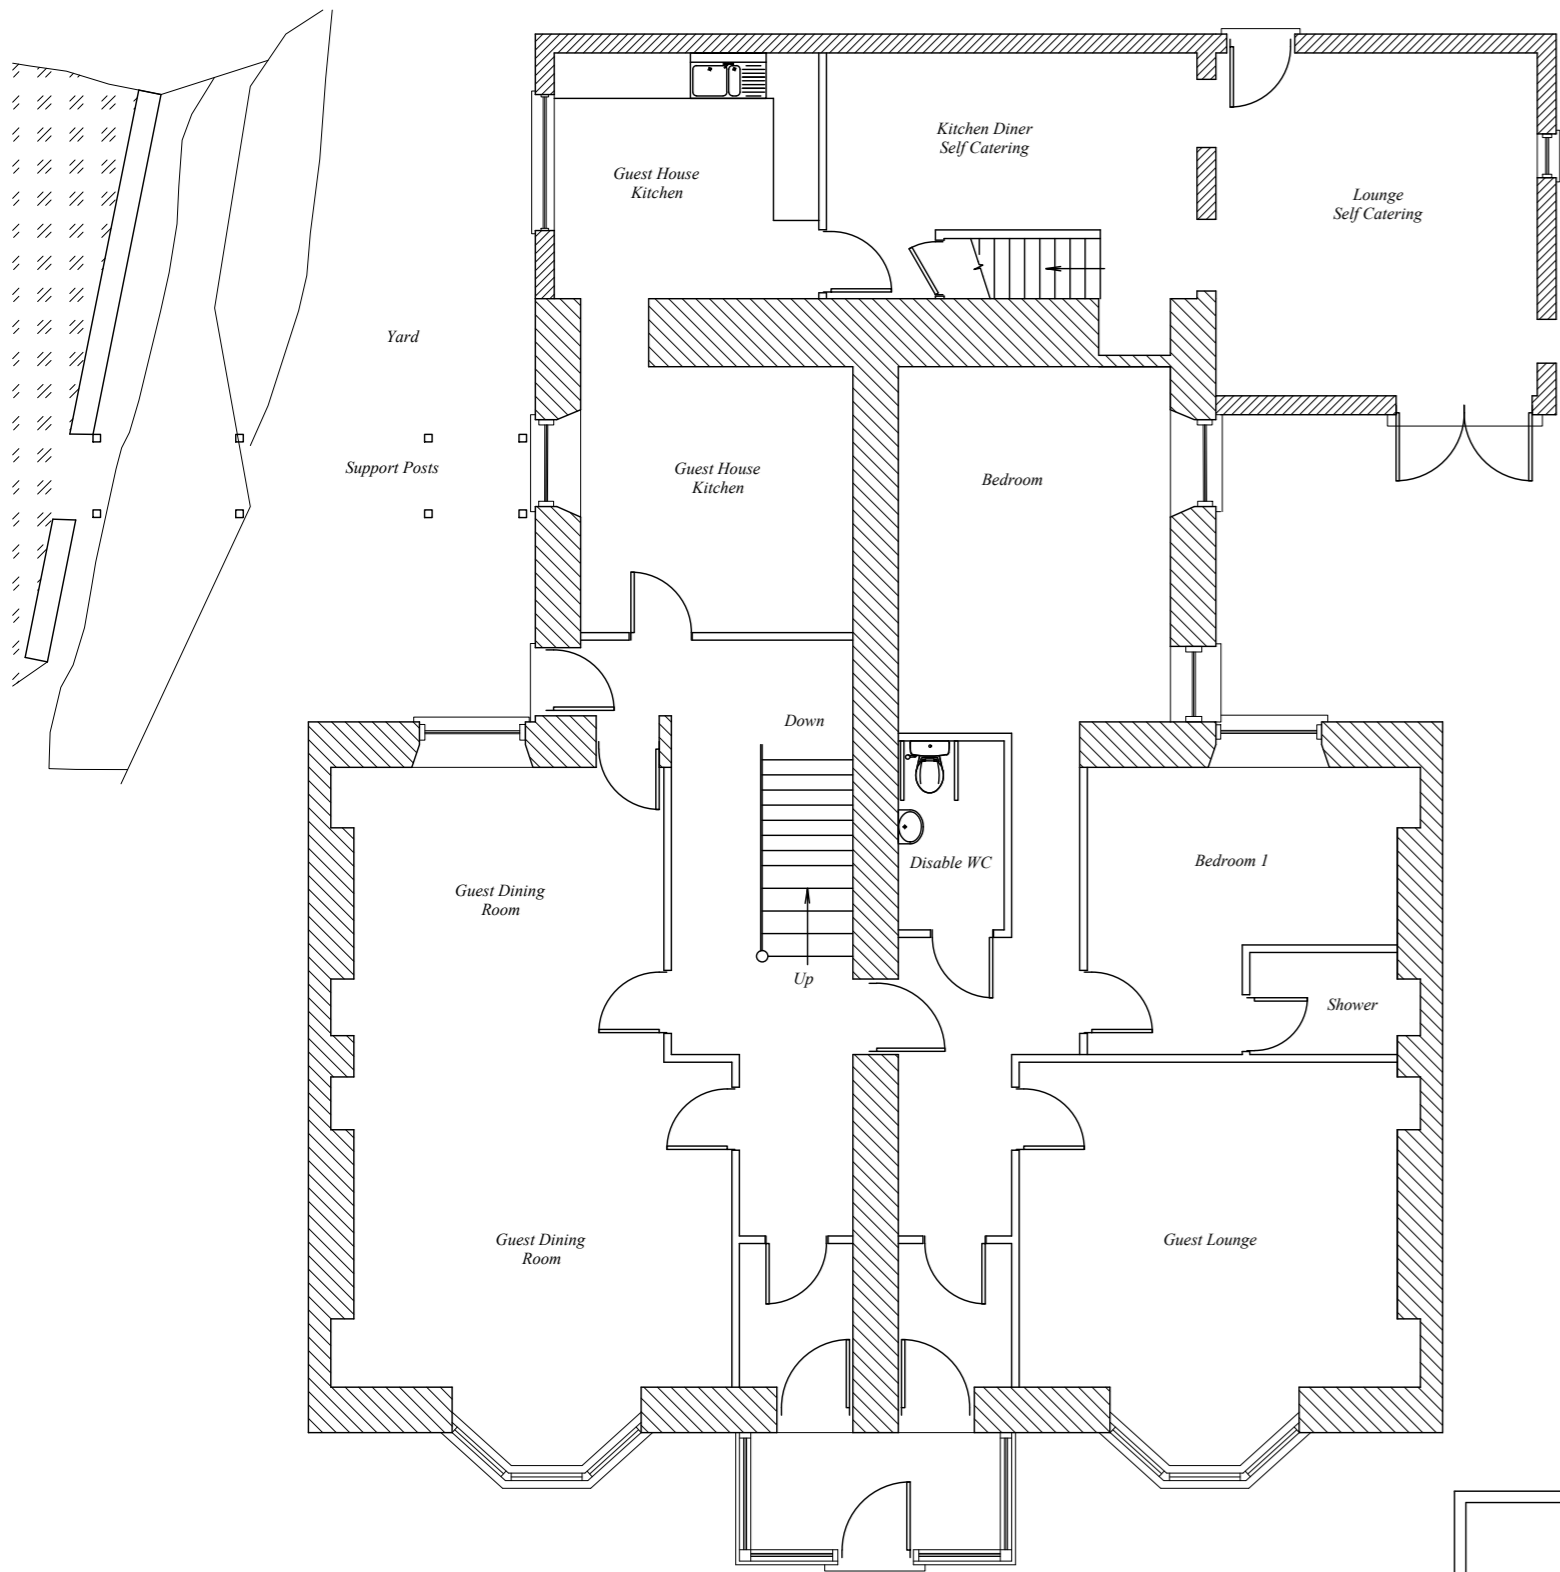 Kitchen Diner
Self Catering
Guest House
Kitchen
Lounge
Self Catering
Yard
Support Posts
Guest House
Kitchen
Bedroom
Down
Disable WC
Bedroom 1
Guest Dining
Room
Up
Shower
Guest Dining
Room
Guest Lounge